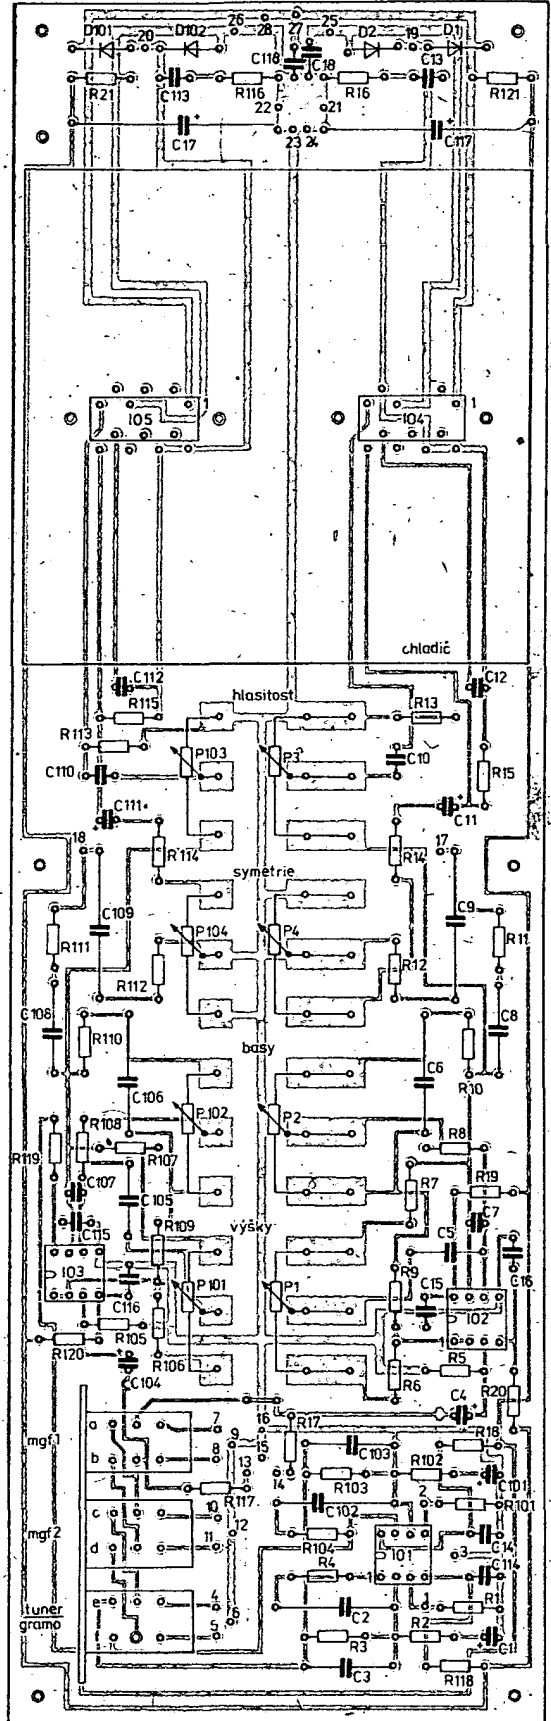 26 28 27 25
D101 20 D102 D2 19 D1
C118 C18
R21 C113 R116 R16 C13 R121
22 21
C17 + 23 24 + C117
1 1
IO5 IO4
chladič
C112 C12
hlasitost
R115 R13
R113
P103 P3
C110 C10 R15
C111 + + C11
18 17
R114 R14
symetrie
C109 C9
R111 P104 P4 R11
R112 R12
C108 C8
R110
basy
C106 C6 R10
P102 P2
R108 R8
R119 R107
C107 C105 R7 R19
C115 R109 výšky C7
C5
IO3 P101 P1 R9 C15 C16
C116 IO2
R105
R120 R106 R5
C104 + R6 R20
C4 +
a 7 16 R17 R18
mgf1 9 C103
b 8 15 R102 C101 +
13 14 R103
R117 C102 2 R101
c 10
mgf2 12 R104 IO1 C14
d 11 3
R4 1 C114
e 4 1 R1
tuner C2
gramo 6 R2
5 R3 + C1
C3 R118